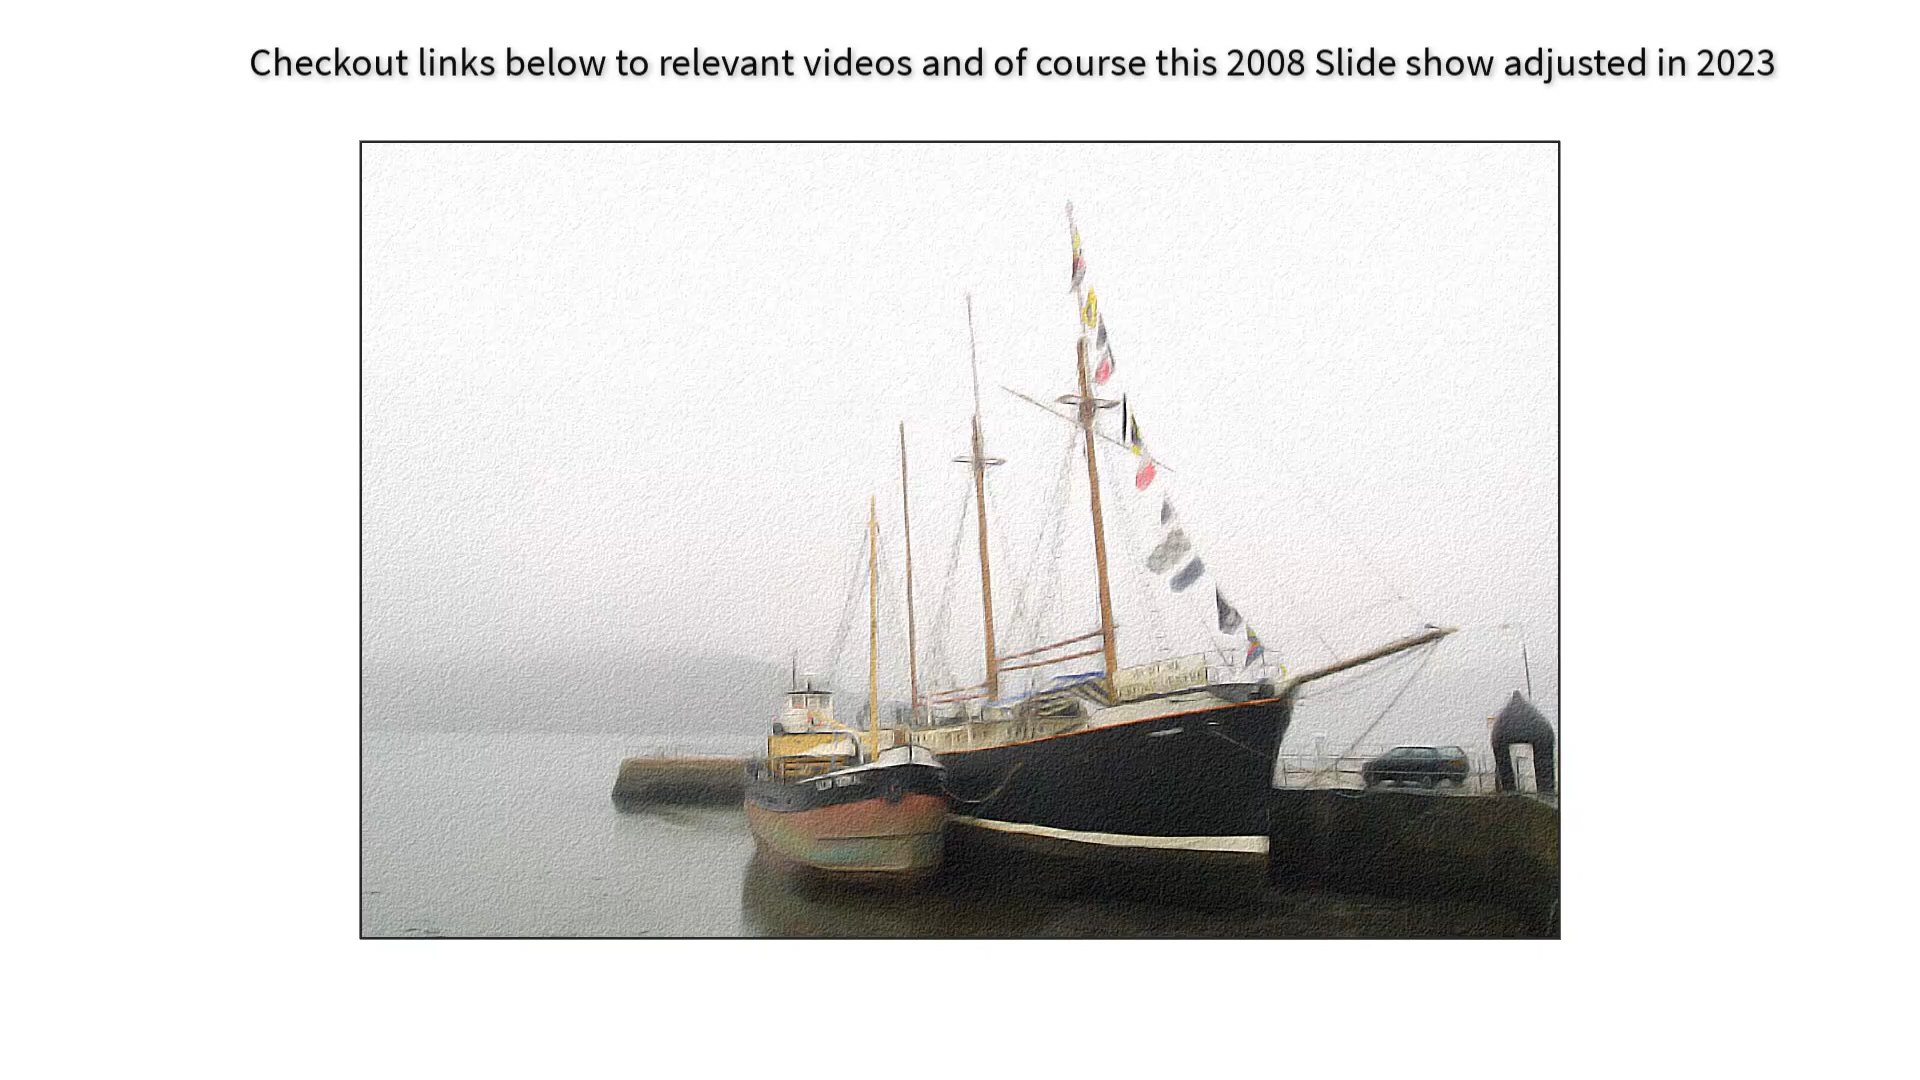 Checkout links below to relevant videos and of course this 2008 Slide show adjusted in 2023